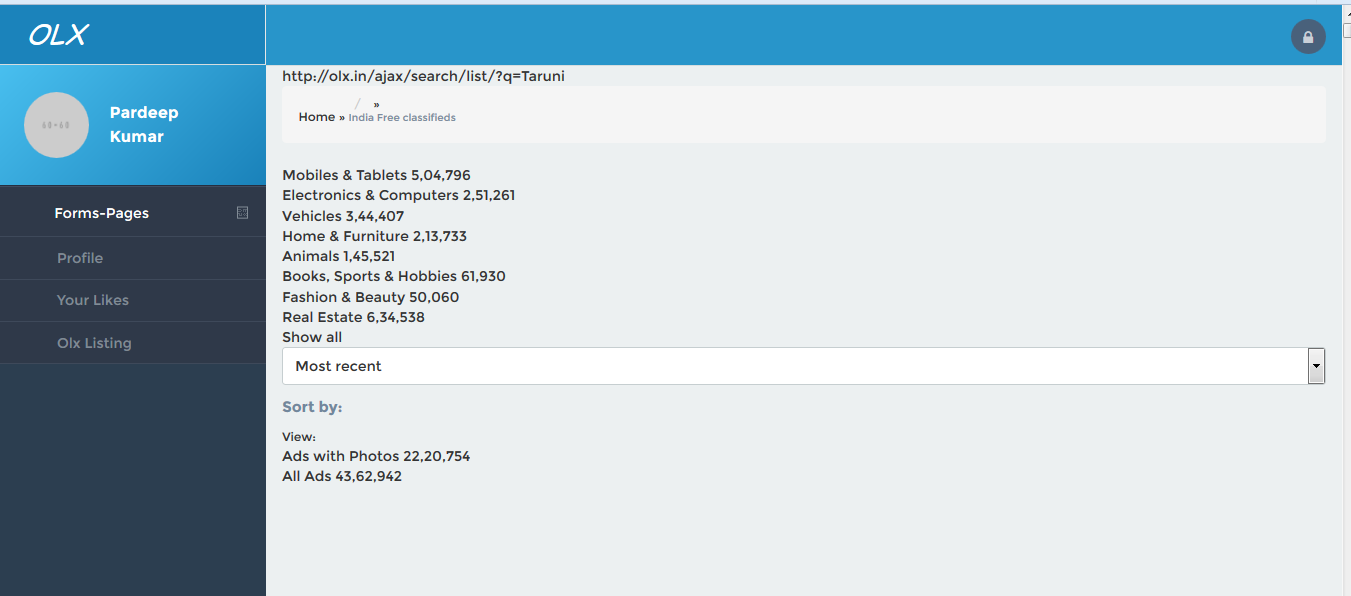 OLX
Pardeep
Kumar
Forms-Pages
Profile
Your Likes
Olx Listing
http://olx.in/ajax/search/list/?q=Taruni
/ »
Home » India Free classifieds
Mobiles & Tablets 5,04,796
Electronics & Computers 2,51,261
Vehicles 3,44,407
Home & Furniture 2,13,733
Animals 1,45,521
Books, Sports & Hobbies 61,930
Fashion & Beauty 50,060
Real Estate 6,34,538
Show all
Most recent
Sort by:
View:
Ads with Photos 22,20,754
All Ads 43,62,942